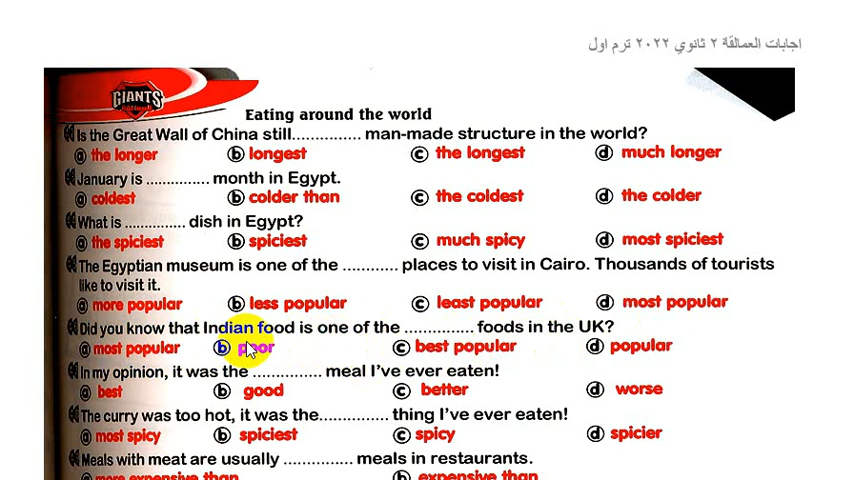 اجابات العمالقة ٢ ثانوي ٢٠٢٢ ترم اول
GIANTS
Eating around the world
Is the Great Wall of China still.............. man-made structure in the world?
a the longer b longest c the longest d much longer
January is ............. month in Egypt.
a coldest b colder than c the coldest d the colder
What is ............. dish in Egypt?
a the spiciest b spiciest c much spicy d most spiciest
The Egyptian museum is one of the ............ places to visit in Cairo. Thousands of tourists
like to visit it.
a more popular b less popular c least popular d most popular
Did you know that Indian food is one of the ............... foods in the UK?
a most popular b poor c best popular d popular
In my opinion, it was the ............... meal I've ever eaten!
a best b good c better d worse
The curry was too hot, it was the............... thing I've ever eaten!
a most spicy b spiciest c spicy d spicier
Meals with meat are usually ............... meals in restaurants.
a more expensive than b expensive than